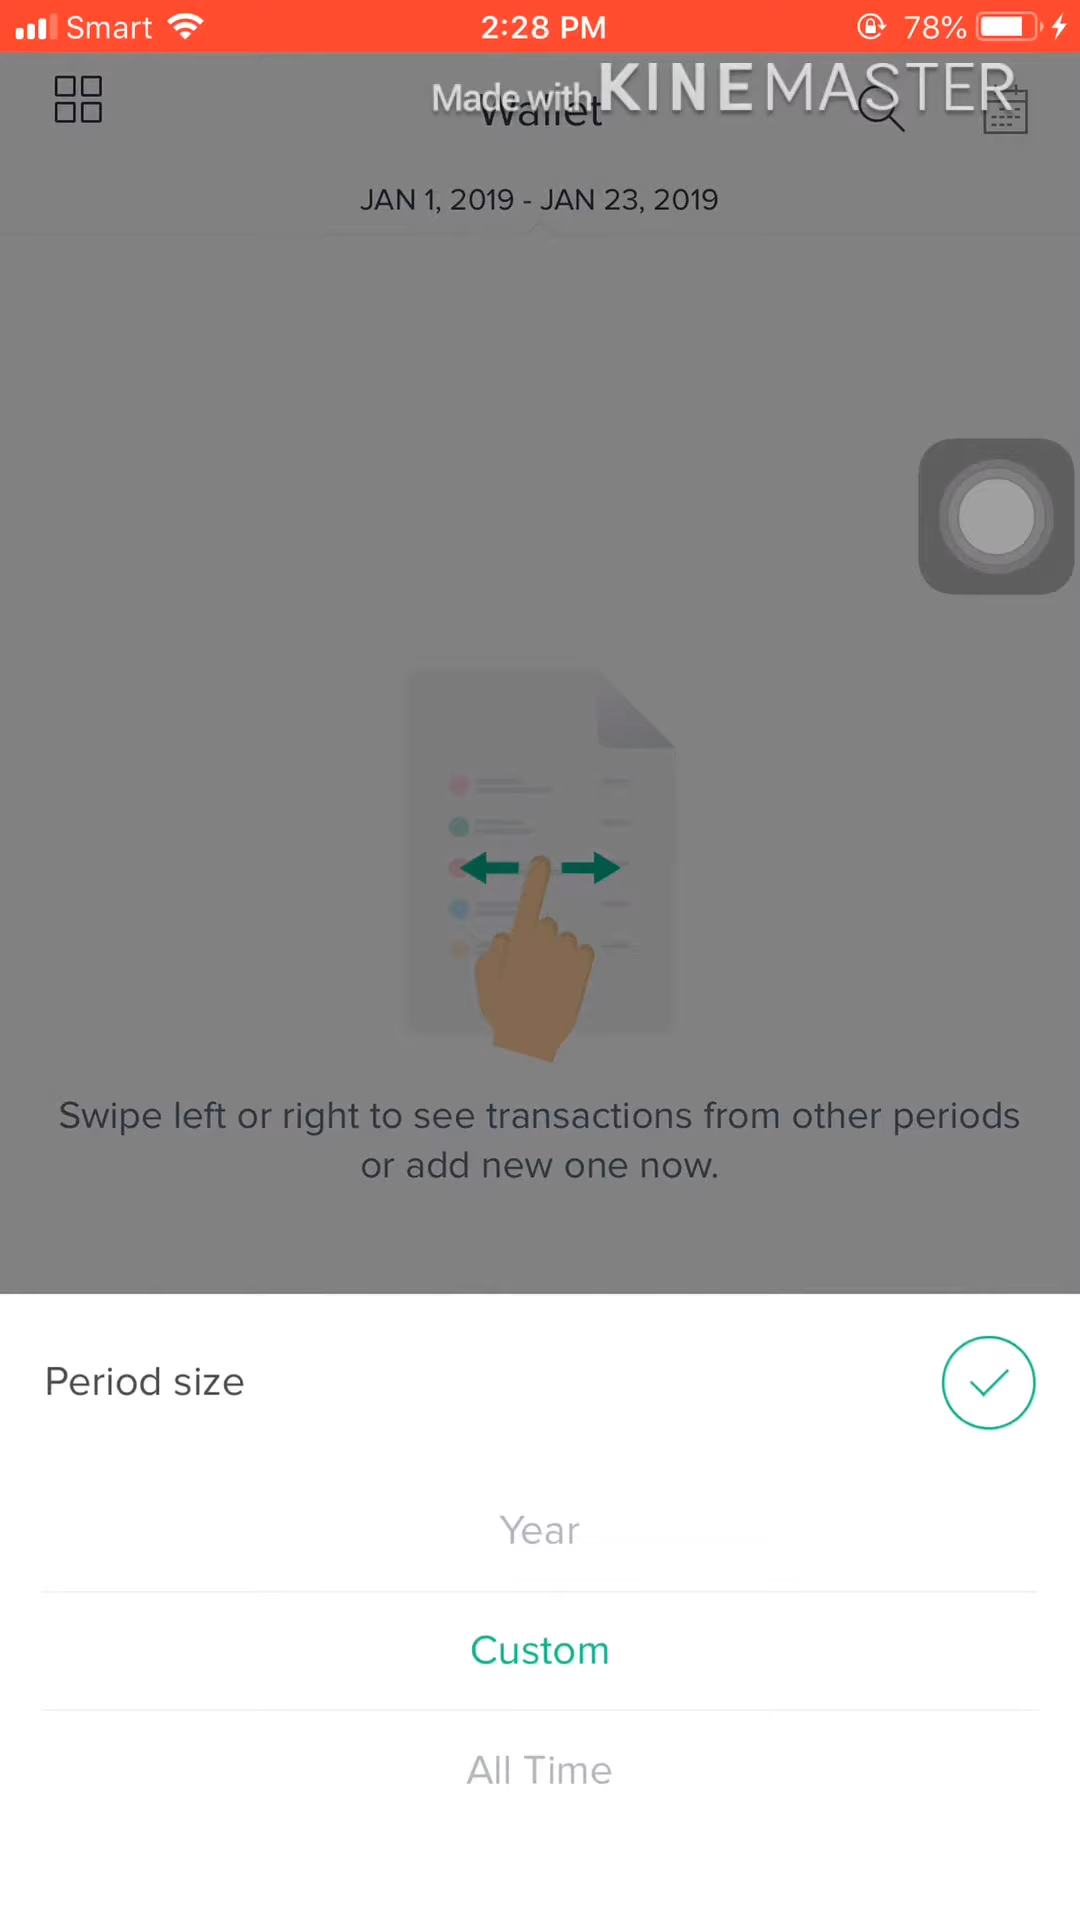 Smart 2:28 PM 78%
Made with KINEMASTER
Wallet
JAN 1, 2019 - JAN 23, 2019
Swipe left or right to see transactions from other periods
or add new one now.
Period size
Year
Custom
All Time